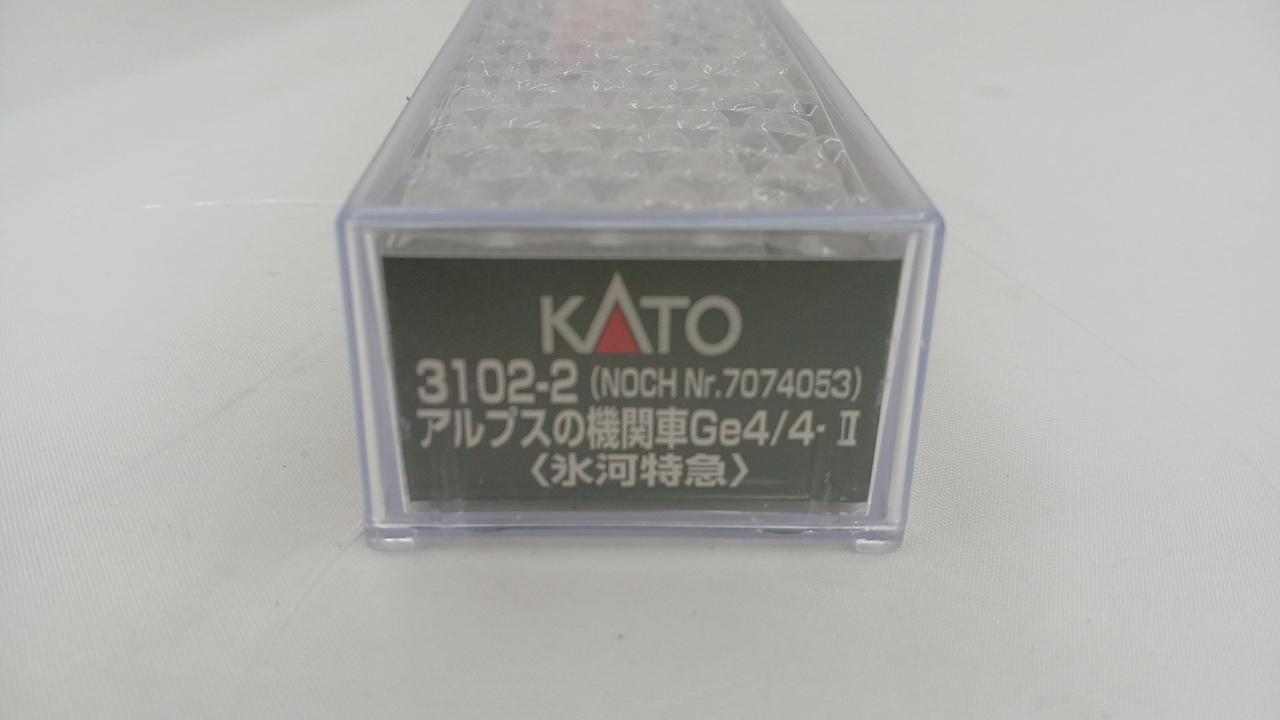 KATO
3102-2 (NOCH Nr.7074053)
アルプスの機関車Ge4/4-Ⅱ
〈氷河特急〉